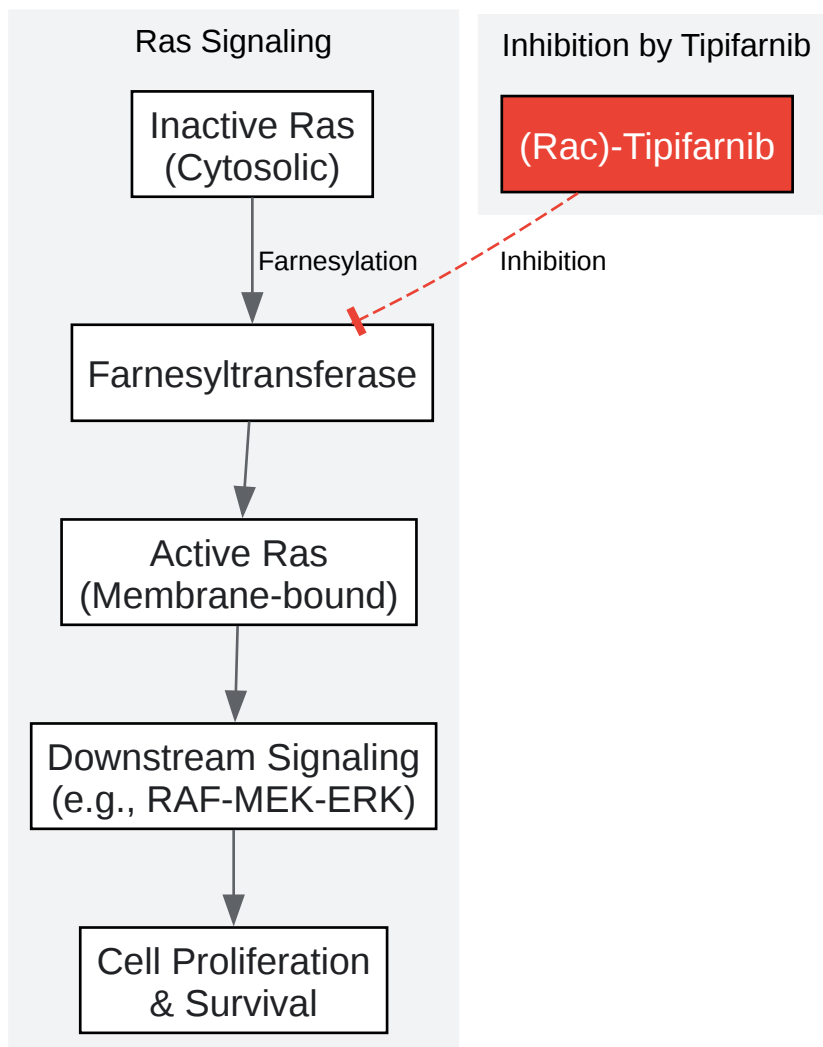 Ras Signaling
Inhibition by Tipifarnib
Inactive Ras
(Cytosolic)
(Rac)-Tipifarnib
Farnesylation
Inhibition
Farnesyltransferase
Active Ras
(Membrane-bound)
Downstream Signaling
(e.g., RAF-MEK-ERK)
Cell Proliferation
& Survival